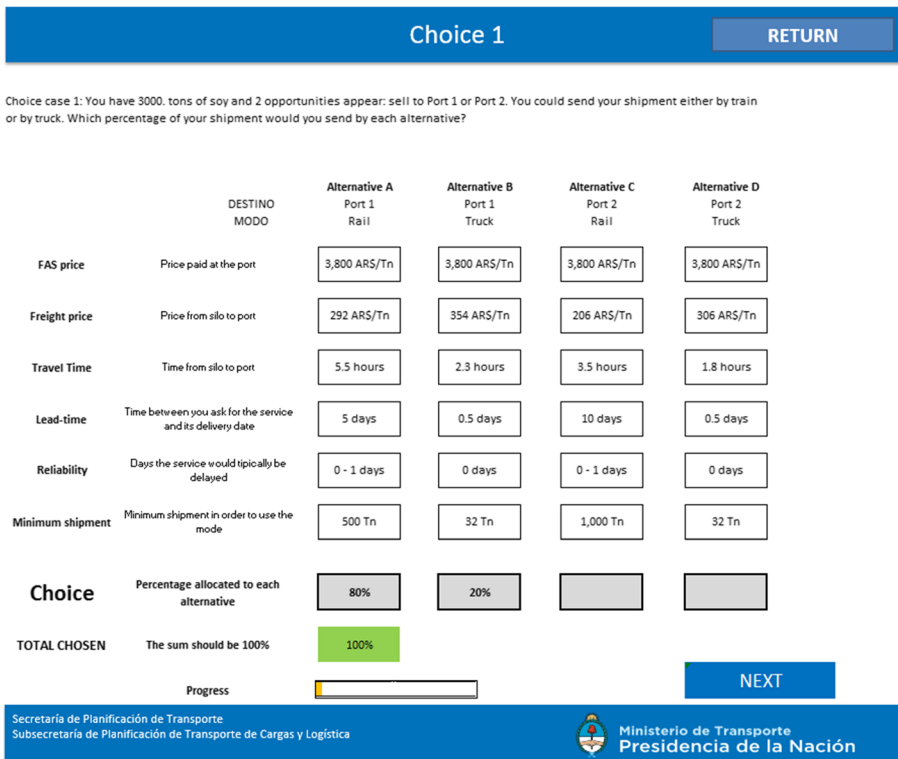 Choice 1
RETURN
Choice case 1: You have 3000. tons of soy and 2 opportunities appear: sell to Port 1 or Port 2. You could send your shipment either by train
or by truck. Which percentage of your shipment would you send by each alternative?
Alternative A Alternative B Alternative C Alternative D
DESTINO Port 1 Port 1 Port 2 Port 2
MODO Rail Truck Rail Truck
FAS price Price paid at the port 3,800 AR$/Tn 3,800 AR$/Tn 3,800 AR$/Tn 3,800 AR$/Tn
Freight price Price from silo to port 292 AR$/Tn 354 AR$/Tn 206 AR$/Tn 306 AR$/Tn
Travel Time Time from silo to port 5.5 hours 2.3 hours 3.5 hours 1.8 hours
Lead-time Time between you ask for the service
and its delivery date 5 days 0.5 days 10 days 0.5 days
Reliability Days the service would tipically be
delayed 0 - 1 days 0 days 0 - 1 days 0 days
Minimum shipment Minimum shipment in order to use the
mode 500 Tn 32 Tn 1,000 Tn 32 Tn
Choice Percentage allocated to each
alternative 80% 20%
TOTAL CHOSEN The sum should be 100% 100%
Progress
NEXT
Secretaría de Planificación de Transporte
Subsecretaría de Planificación de Transporte de Cargas y Logística
Ministerio de Transporte
Presidencia de la Nación